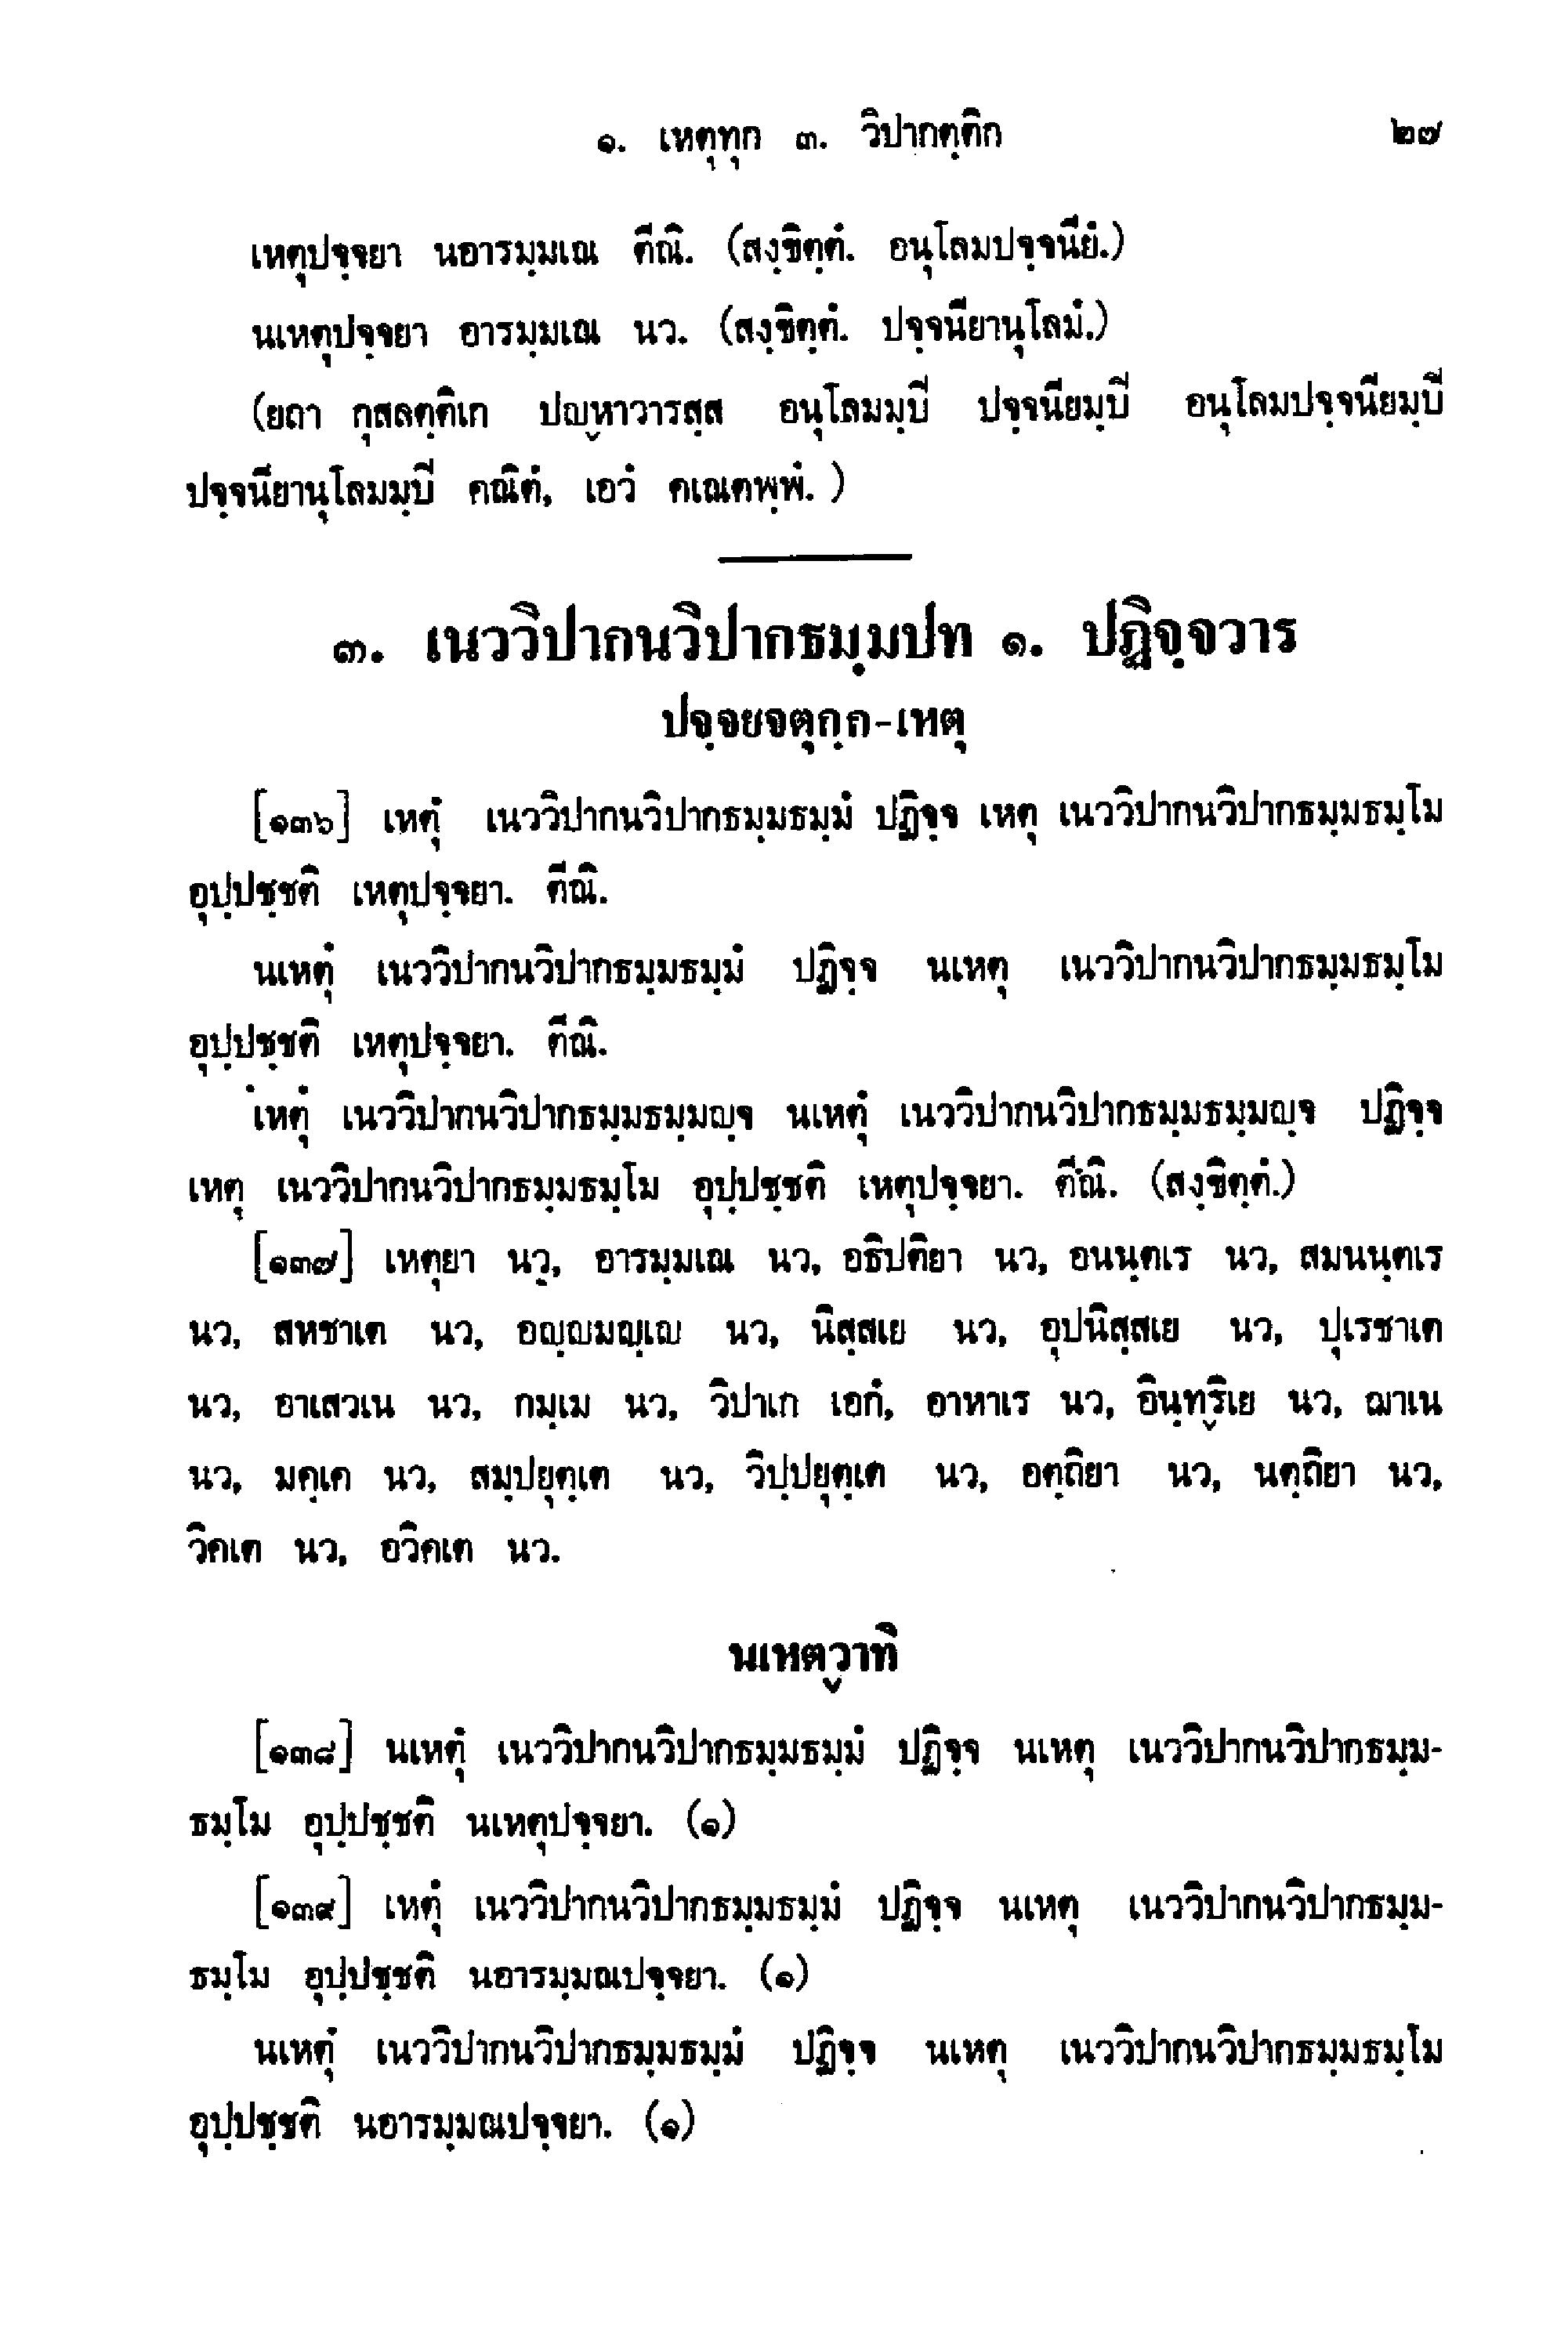 ๑. เหตุทุก ๓. วิปากตฺติก ๒๗
เหตุปจฺจยา นอารมฺมเณ ตีณิ. (สงฺขิตฺตํ. อนุโลมปจฺจนียํ.)
นเหตุปจฺจยา อารมฺมเณ นว. (สงฺขิตฺตํ. ปจฺจนียานุโลมํ.)
(ยถา กุสลตฺติเก ปญฺหาวารสฺส อนุโลมมฺปิ ปจฺจนียมฺปิ อนุโลมปจฺจนียมฺปิ
ปจฺจนียานุโลมมฺปิ คณิตํ, เอวํ คเณตพฺพํ. )
๓. เนววิปากนวิปากธมฺมปท ๑. ปฏิจฺจวาร
ปจฺจยจตุกฺก-เหตุ
[๑๓๖] เหตุํ เนววิปากนวิปากธมฺมธมฺมํ ปฏิจฺจ เหตุ เนววิปากนวิปากธมฺมธมฺโม
อุปฺปชฺชติ เหตุปจฺจยา. ตีณิ.
นเหตุํ เนววิปากนวิปากธมฺมธมฺมํ ปฏิจฺจ นเหตุ เนววิปากนวิปากธมฺมธมฺโม
อุปฺปชฺชติ เหตุปจฺจยา. ตีณิ.
เหตุํ เนววิปากนวิปากธมฺมธมฺมญฺจ นเหตุํ เนววิปากนวิปากธมฺมธมฺมญฺจ ปฏิจฺจ
เหตุ เนววิปากนวิปากธมฺมธมฺโม อุปฺปชฺชติ เหตุปจฺจยา. ตีณิ. (สงฺขิตฺตํ.)
[๑๓๗] เหตุยา นว, อารมฺมเณ นว, อธิปติยา นว, อนนฺตเร นว, สมนนฺตเร
นว, สหชาเต นว, อญฺญมญฺเญ นว, นิสฺสเย นว, อุปนิสฺสเย นว, ปุเรชาเต
นว, อาเสวเน นว, กมฺเม นว, วิปาเก เอกํ, อาหาเร นว, อินฺทฺริเย นว, ฌาเน
นว, มคฺเค นว, สมฺปยุตฺเต นว, วิปฺปยุตฺเต นว, อตฺถิยา นว, นตฺถิยา นว,
วิคเต นว, อวิคเต นว.
นเหตฺวาทิ
[๑๓๘] นเหตุํ เนววิปากนวิปากธมฺมธมฺมํ ปฏิจฺจ นเหตุ เนววิปากนวิปากธมฺม-
ธมฺโม อุปฺปชฺชติ นเหตุปจฺจยา. (๑)
[๑๓๙] เหตุํ เนววิปากนวิปากธมฺมธมฺมํ ปฏิจฺจ นเหตุ เนววิปากนวิปากธมฺม-
ธมฺโม อุปฺปชฺชติ นอารมฺมณปจฺจยา. (๑)
นเหตุํ เนววิปากนวิปากธมฺมธมฺมํ ปฏิจฺจ นเหตุ เนววิปากนวิปากธมฺมธมฺโม
อุปฺปชฺชติ นอารมฺมณปจฺจยา. (๑)